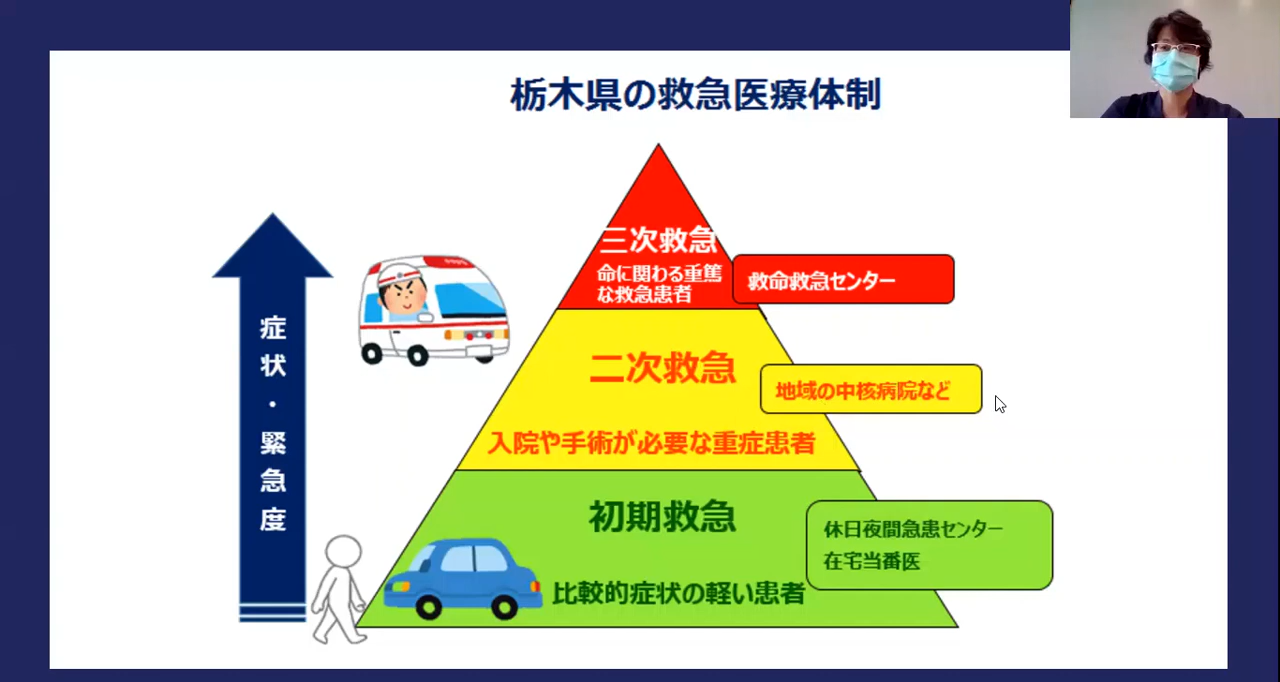 栃木県の救急医療体制
症状・緊急度
三次救急
命に関わる重篤
な救急患者
救命救急センター
二次救急
地域の中核病院など
入院や手術が必要な重症患者
初期救急
休日夜間急患センター
在宅当番医
比較的症状の軽い患者